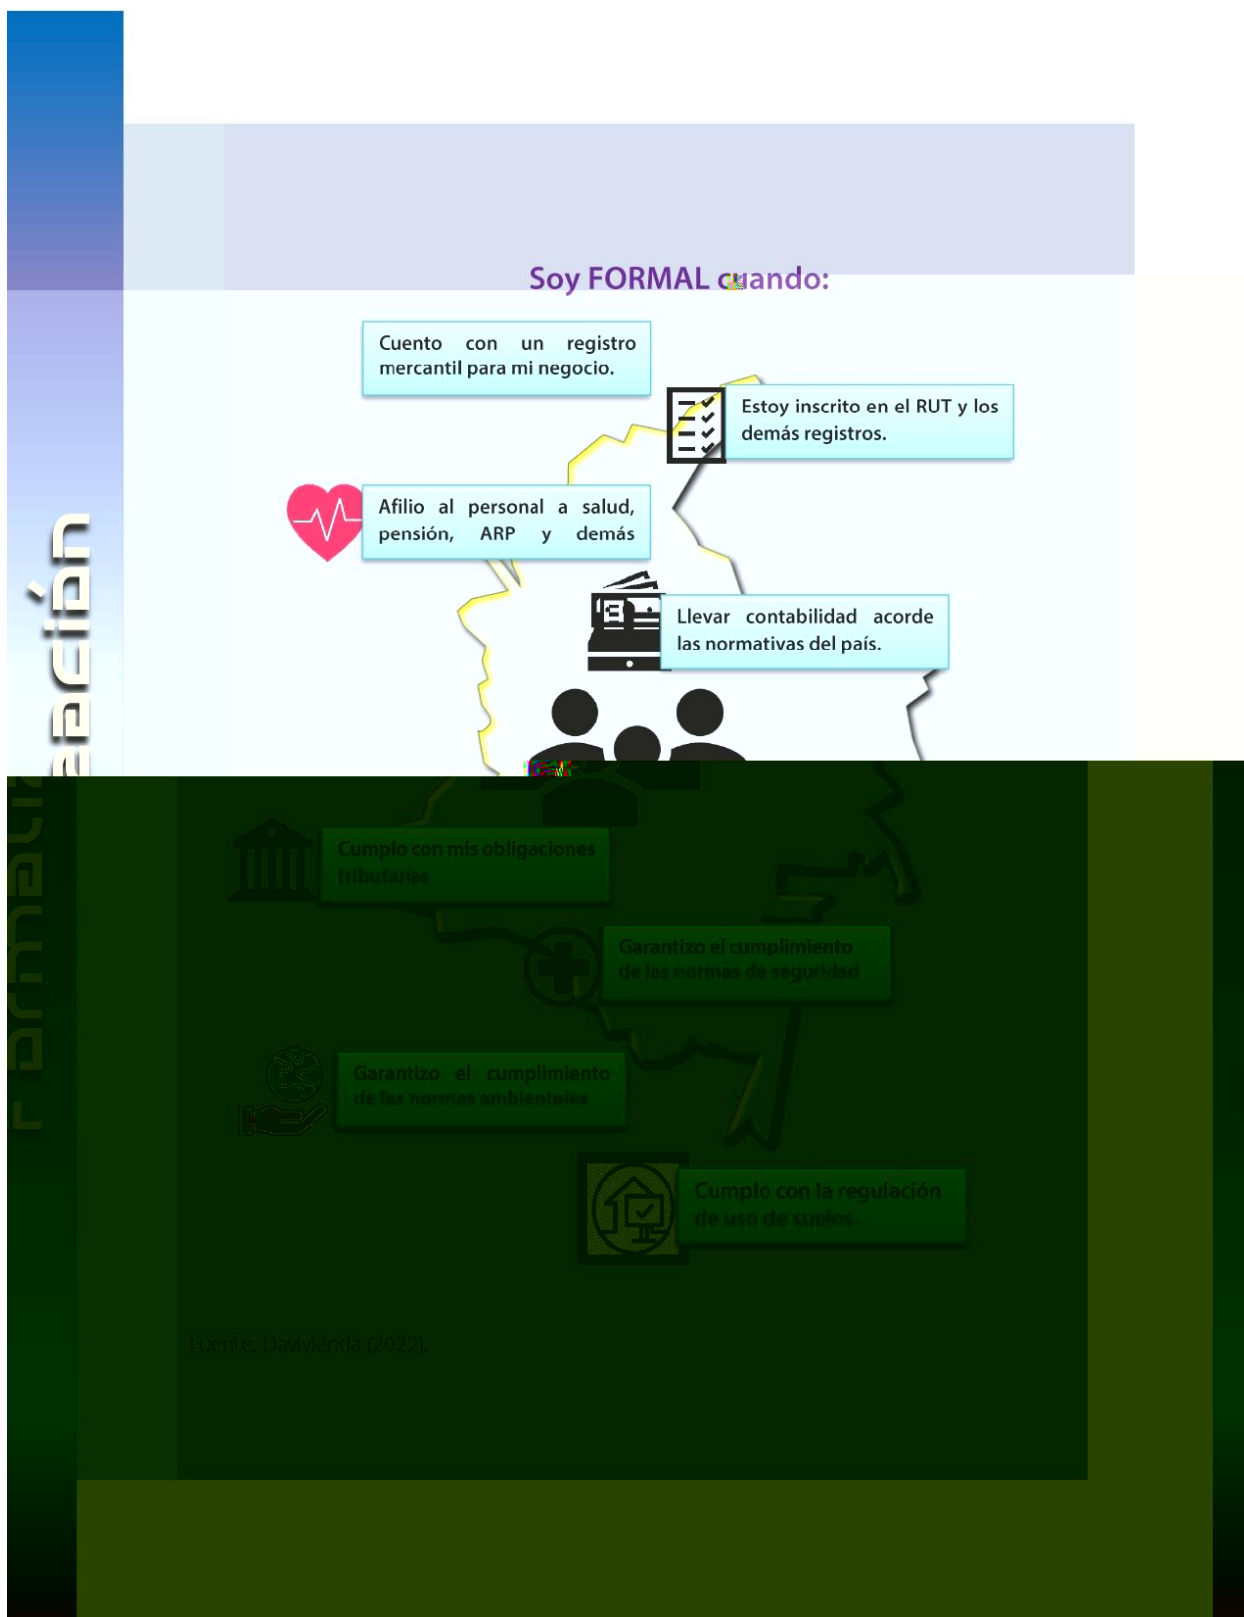 Soy FORMAL cuando:
Cuento con un registro
mercantil para mi negocio.
Estoy inscrito en el RUT y los
demás registros.
Afilio al personal a salud,
pensión, ARP y demás
Llevar contabilidad acorde
las normativas del país.
Cumplo con mis obligaciones
tributarias
Garantizo el cumplimiento
de las normas de seguridad
Garantizo el cumplimiento
de las normas ambientales
Cumplo con la regulación
de uso de suelos.
Fuente: Davivienda (2022).